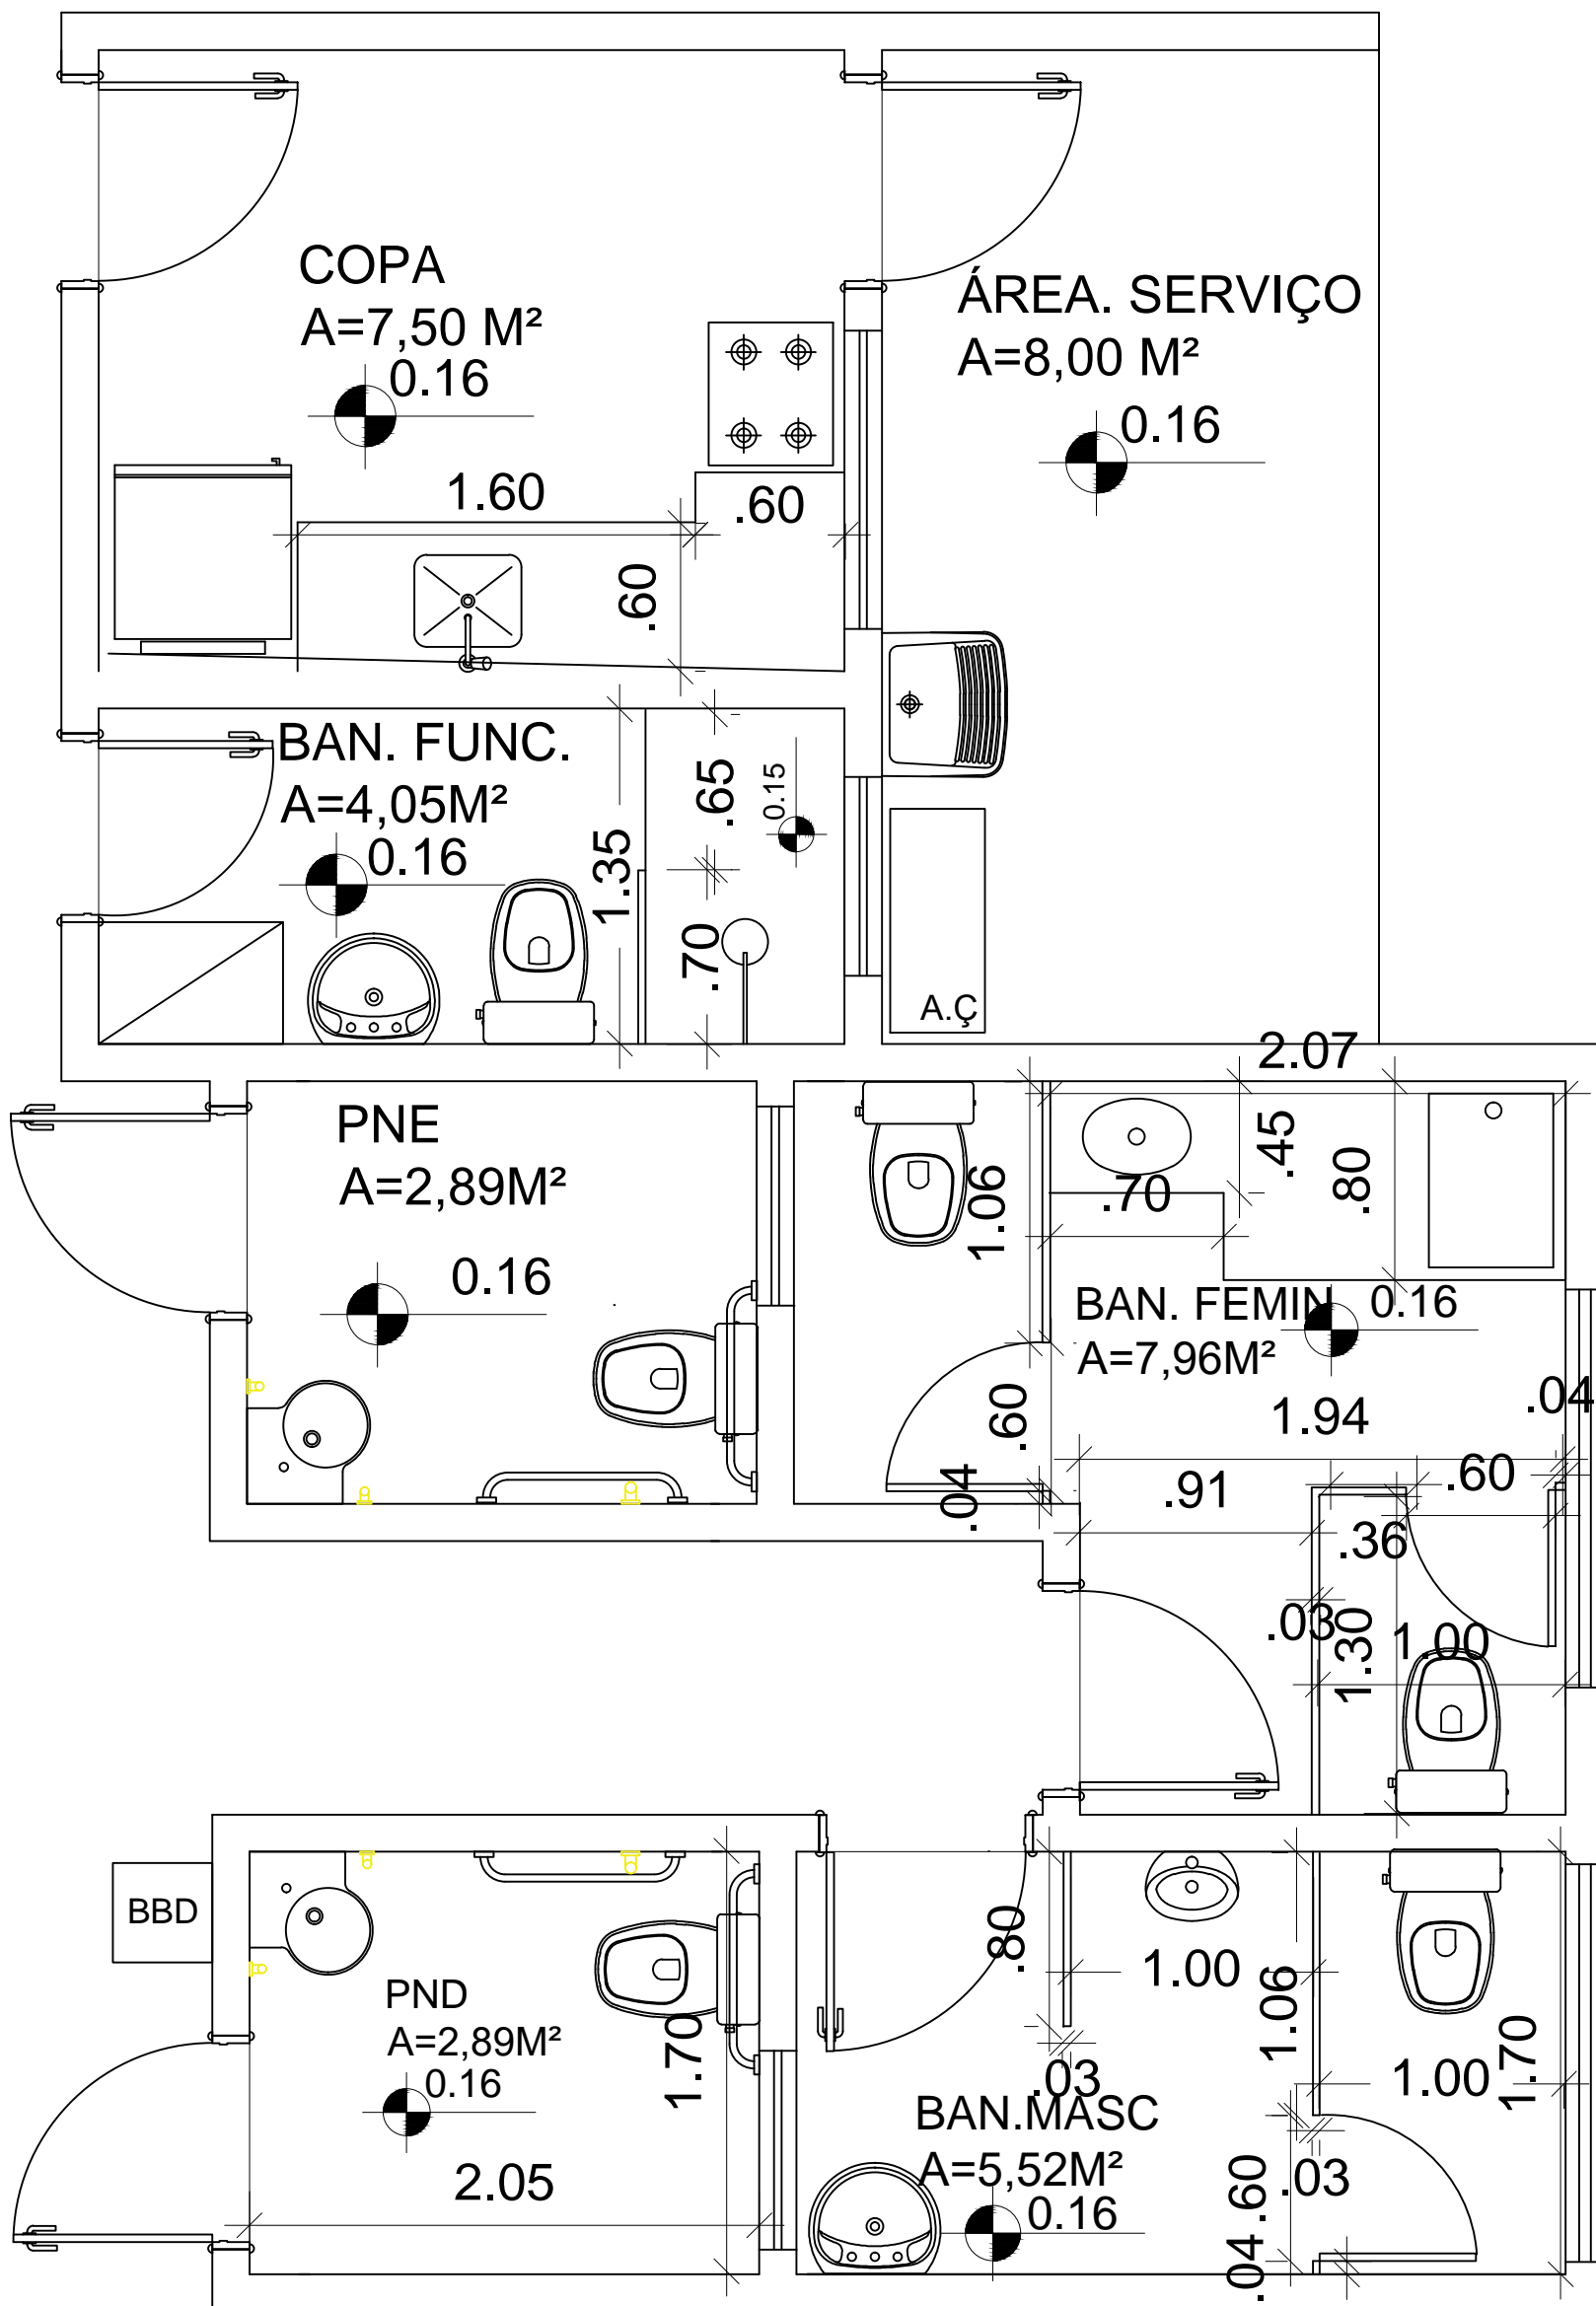 COPA
A=7,50 M²
0.16
ÁREA. SERVIÇO
A=8,00 M²
0.16
1.60
.60
.60
BAN. FUNC.
A=4,05M²
0.16
1.35
.65
0.15
.70
A.Ç
2.07
PNE
A=2,89M²
0.16
1.06
.70
.45
.80
BAN. FEMIN
0.16
A=7,96M²
.60
.04
1.94
.04
.91
.60
.36
.03
1.30
1.00
BBD
PND
A=2,89M²
0.16
1.70
2.05
.80
1.00
1.06
.03
1.00
1.70
BAN.MASC
A=5,52M²
0.16
.03
.60
.04